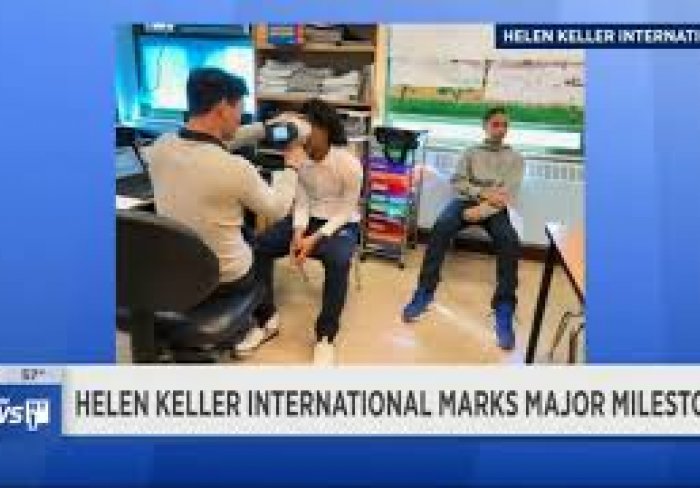 HELEN KELLER INTERNATI
57°
HELEN KELLER INTERNATIONAL MARKS MAJOR MILESTO